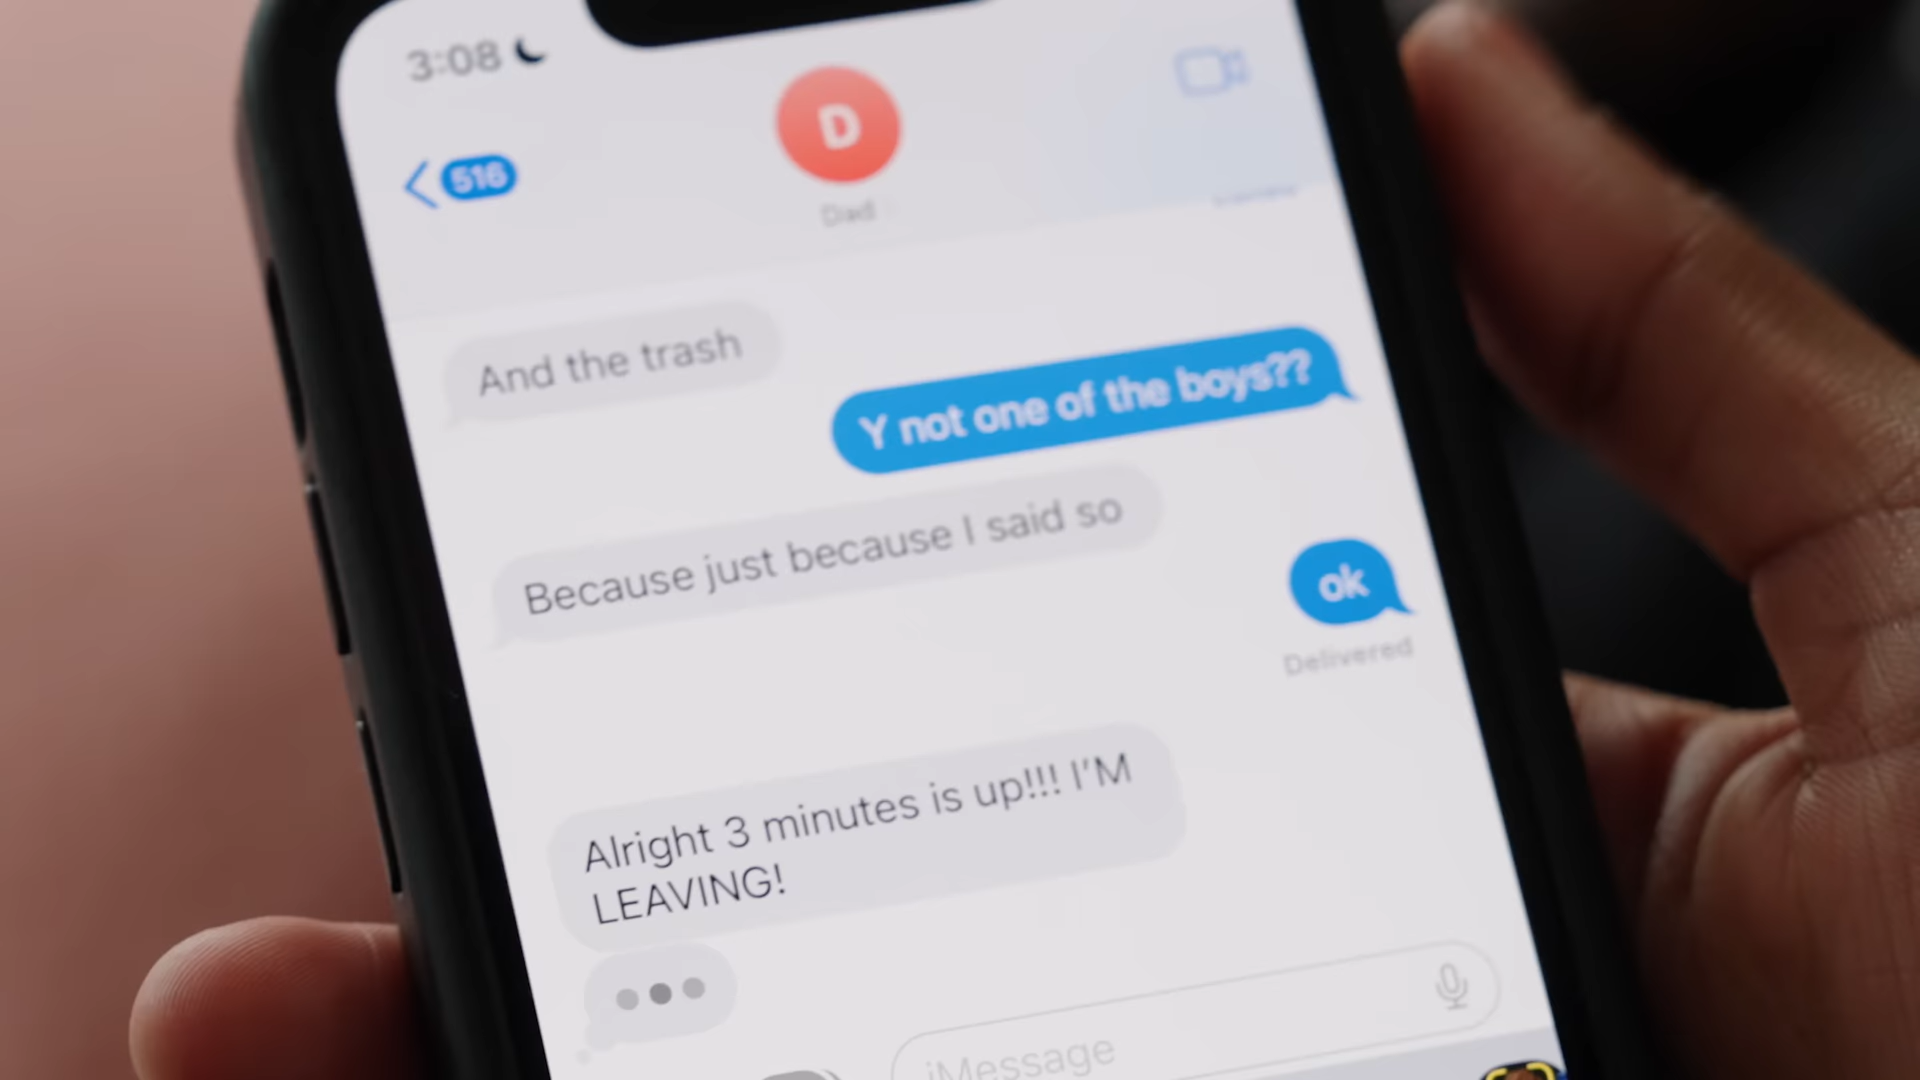 3:08
516
D
Dad
And the trash
Y not one of the boys??
Because just because I said so
ok
Delivered
Alright 3 minutes is up!!! I'M
LEAVING!
iMessage